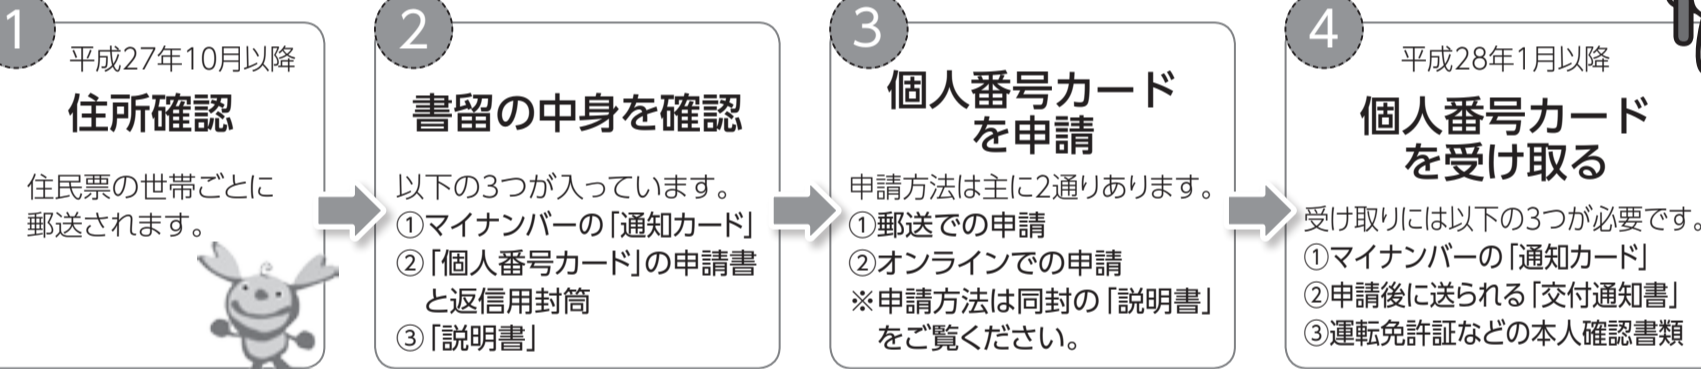 1
平成27年10月以降
住所確認
住民票の世帯ごとに
郵送されます。
2
書留の中身を確認
以下の3つが入っています。
①マイナンバーの「通知カード」
②「個人番号カード」の申請書
と返信用封筒
③「説明書」
3
個人番号カード
を申請
申請方法は主に2通りあります。
①郵送での申請
②オンラインでの申請
※申請方法は同封の「説明書」
をご覧ください。
4
平成28年1月以降
個人番号カード
を受け取る
受け取りには以下の3つが必要です。
①マイナンバーの「通知カード」
②申請後に送られる「交付通知書」
③運転免許証などの本人確認書類